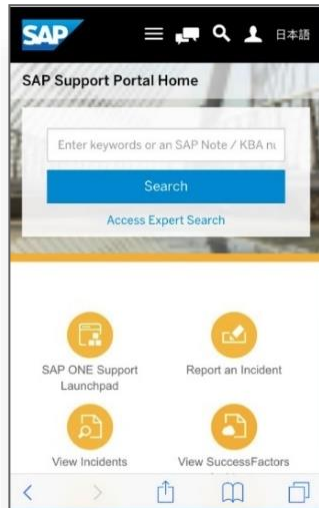 SAP
日本語
SAP Support Portal Home
Enter keywords or an SAP Note / KBA nu
Search
Access Expert Search
SAP ONE Support
Launchpad
Report an Incident
View Incidents
View SuccessFactors